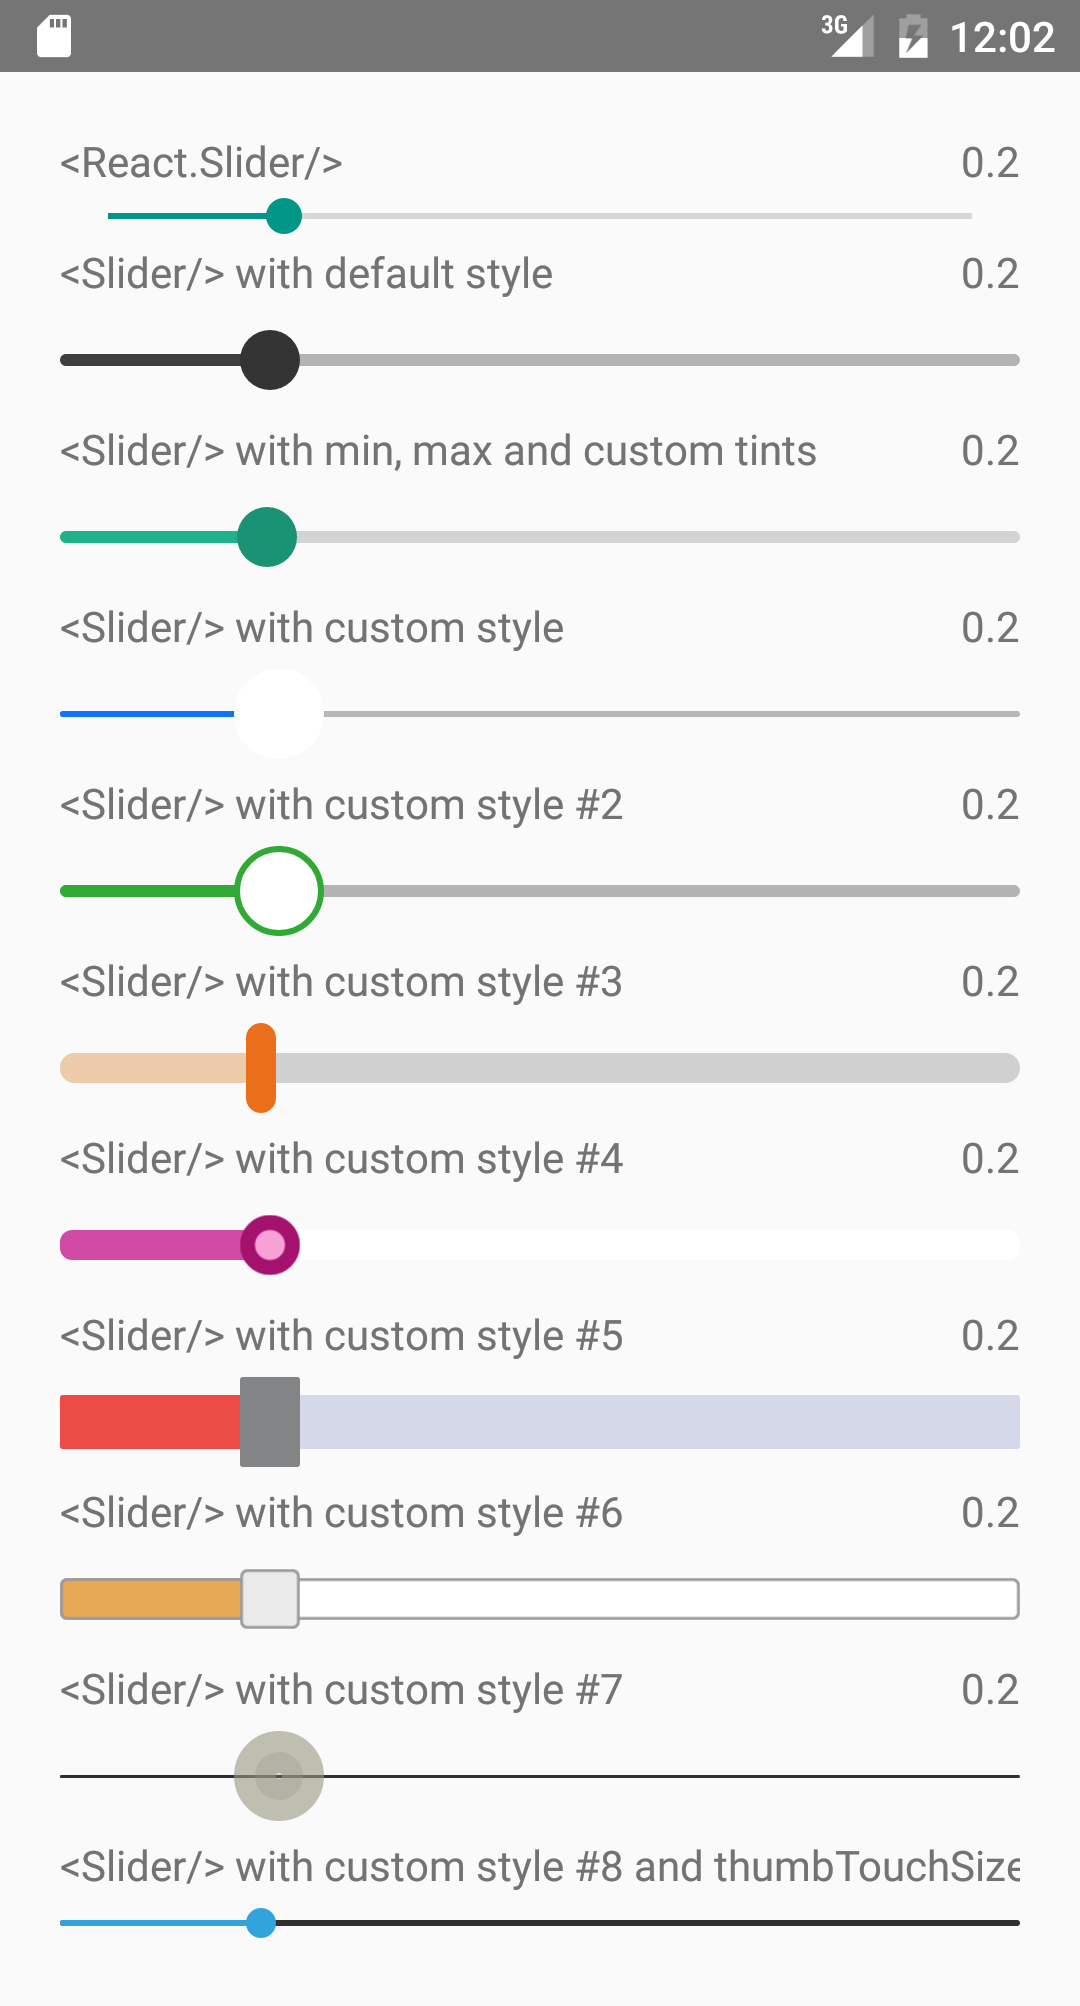 3G 12:02
<React.Slider/> 0.2
<Slider/> with default style 0.2
<Slider/> with min, max and custom tints 0.2
<Slider/> with custom style 0.2
<Slider/> with custom style #2 0.2
<Slider/> with custom style #3 0.2
<Slider/> with custom style #4 0.2
<Slider/> with custom style #5 0.2
<Slider/> with custom style #6 0.2
<Slider/> with custom style #7 0.2
<Slider/> with custom style #8 and thumbTouchSize